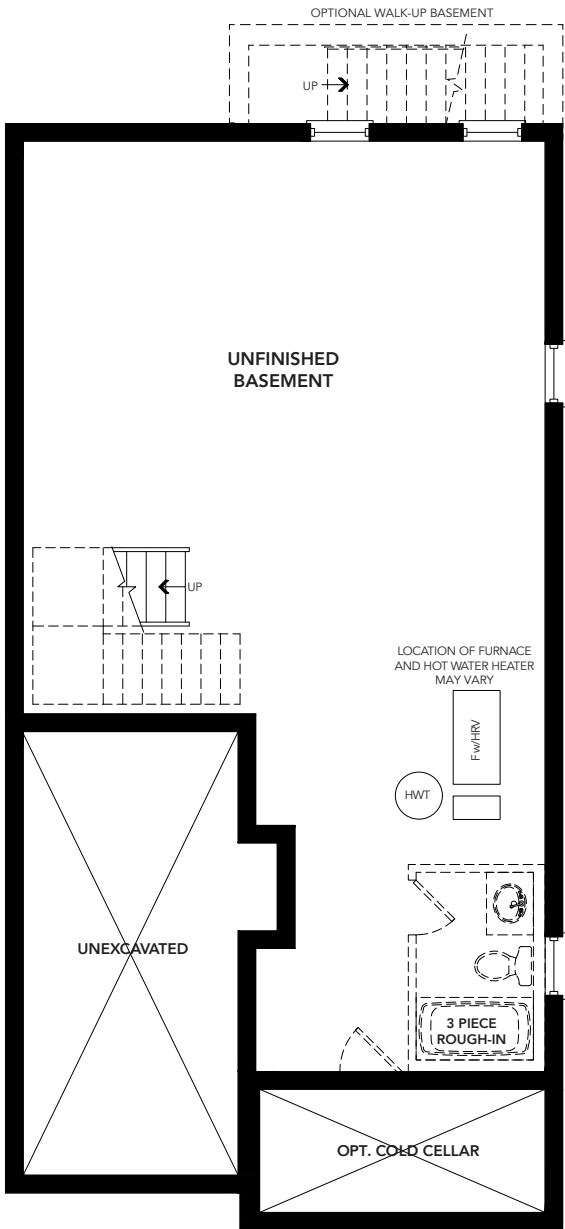 OPTIONAL WALK-UP BASEMENT
UP
UNFINISHED
BASEMENT
UP
LOCATION OF FURNACE
AND HOT WATER HEATER
MAY VARY
F w/HRV
HWT
UNEXCAVATED
3 PIECE
ROUGH-IN
OPT. COLD CELLAR